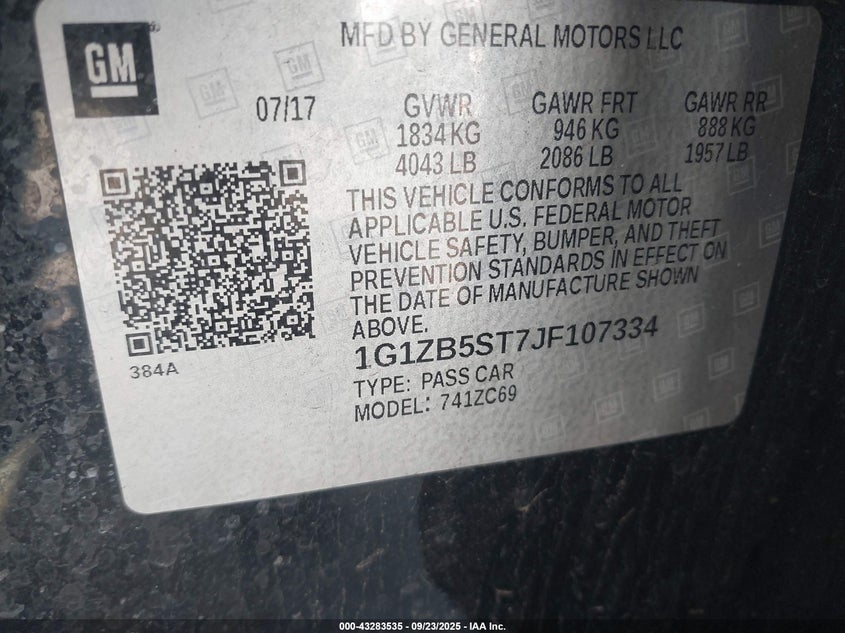 GM
MFD BY GENERAL MOTORS LLC
07/17
GVWR GAWR FRT GAWR RR
1834 KG 946 KG 888 KG
4043 LB 2086 LB 1957 LB
THIS VEHICLE CONFORMS TO ALL
APPLICABLE U.S. FEDERAL MOTOR
VEHICLE SAFETY, BUMPER, AND THEFT
PREVENTION STANDARDS IN EFFECT ON
THE DATE OF MANUFACTURE SHOWN
ABOVE.
1G1ZB5ST7JF107334
384A
TYPE: PASS CAR
MODEL: 741ZC69
000-43283535 - 09/23/2025 - IAA Inc.